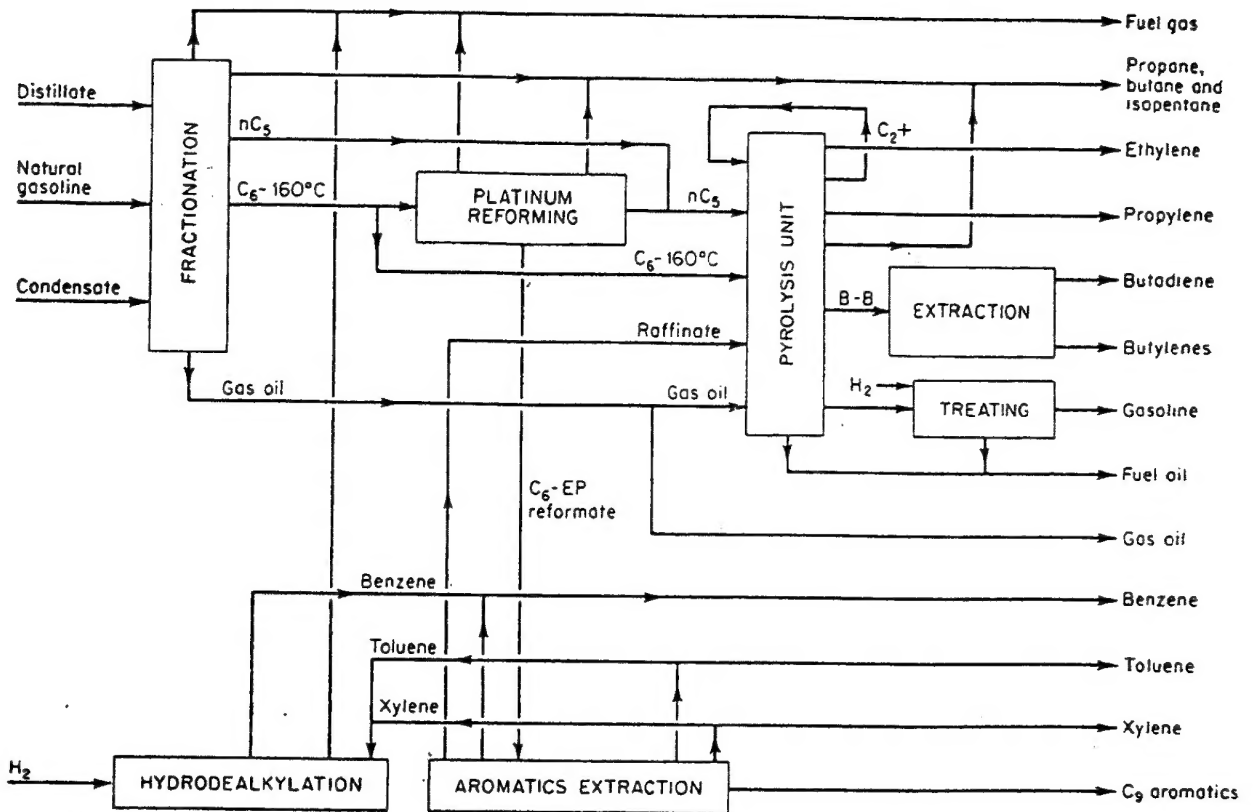 Fuel gas
Propane,
butane and
isopentane
Distillate
FRACTIONATION
nC₅
C₂+
Ethylene
Natural
gasoline
C₆-160°C
PLATINUM
REFORMING
nC₅
PYROLYSIS UNIT
Propylene
C₆-160°C
Condensate
B-B
EXTRACTION
Butadiene
Butylenes
Raffinate
Gas oil
Gas oil
H₂
TREATING
Gasoline
Fuel oil
C₆-EP
reformate
Gas oil
Benzene
Benzene
Toluene
Toluene
Xylene
Xylene
H₂
HYDRODEALKYLATION
AROMATICS EXTRACTION
C₉ aromatics